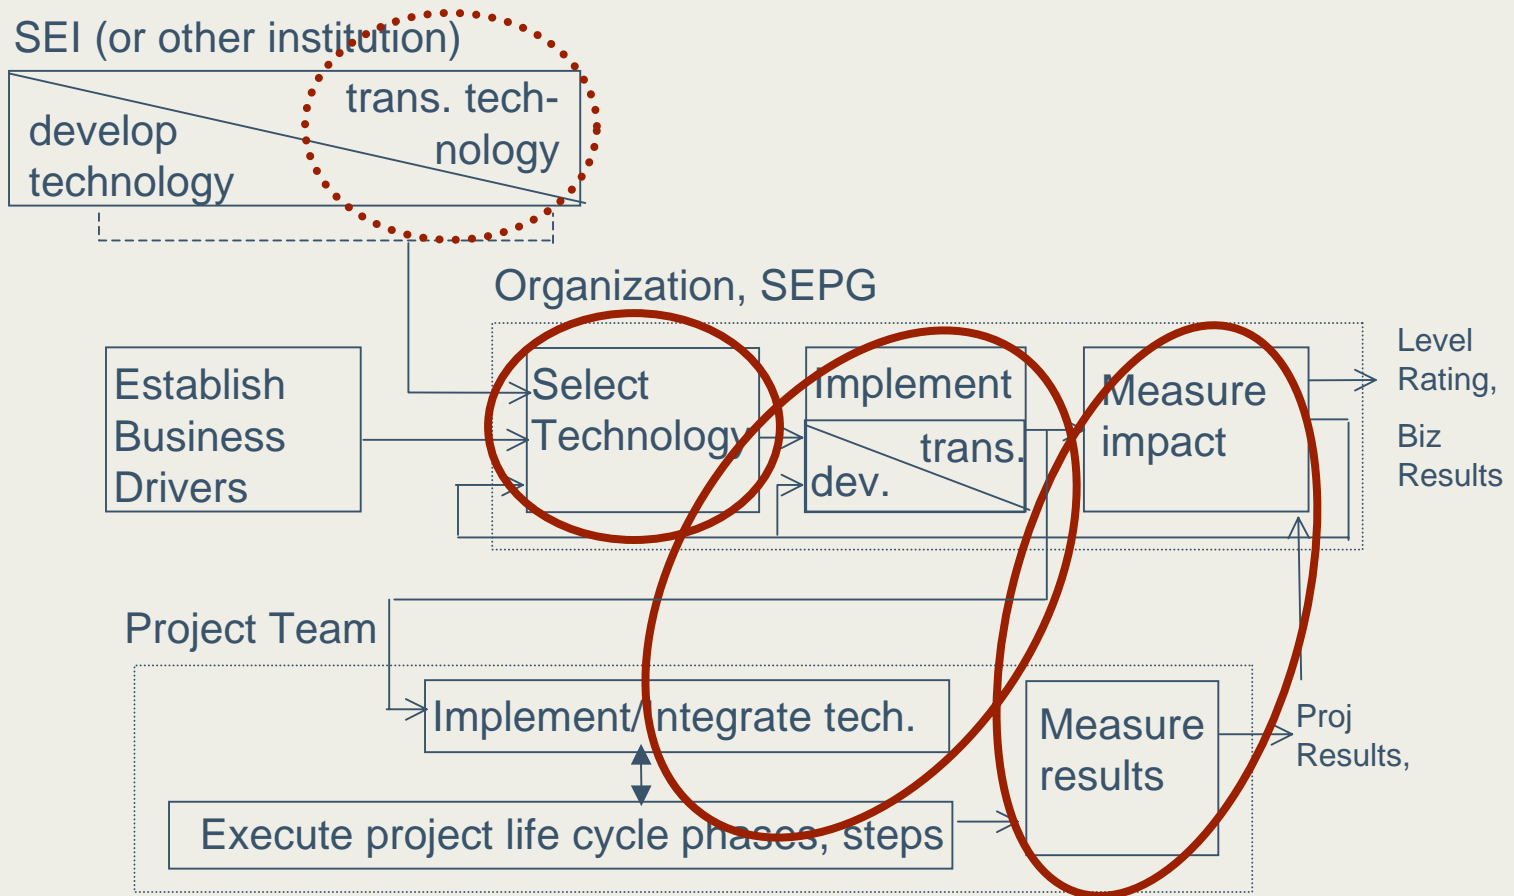 SEI (or other institution)
trans. tech-
nology
develop
technology
Organization, SEPG
Establish
Business
Drivers
Select
Technology
Implement
trans.
dev.
Measure
impact
Level
Rating,
Biz
Results
Project Team
Implement/Integrate tech.
Execute project life cycle phases, steps
Measure
results
Proj
Results,